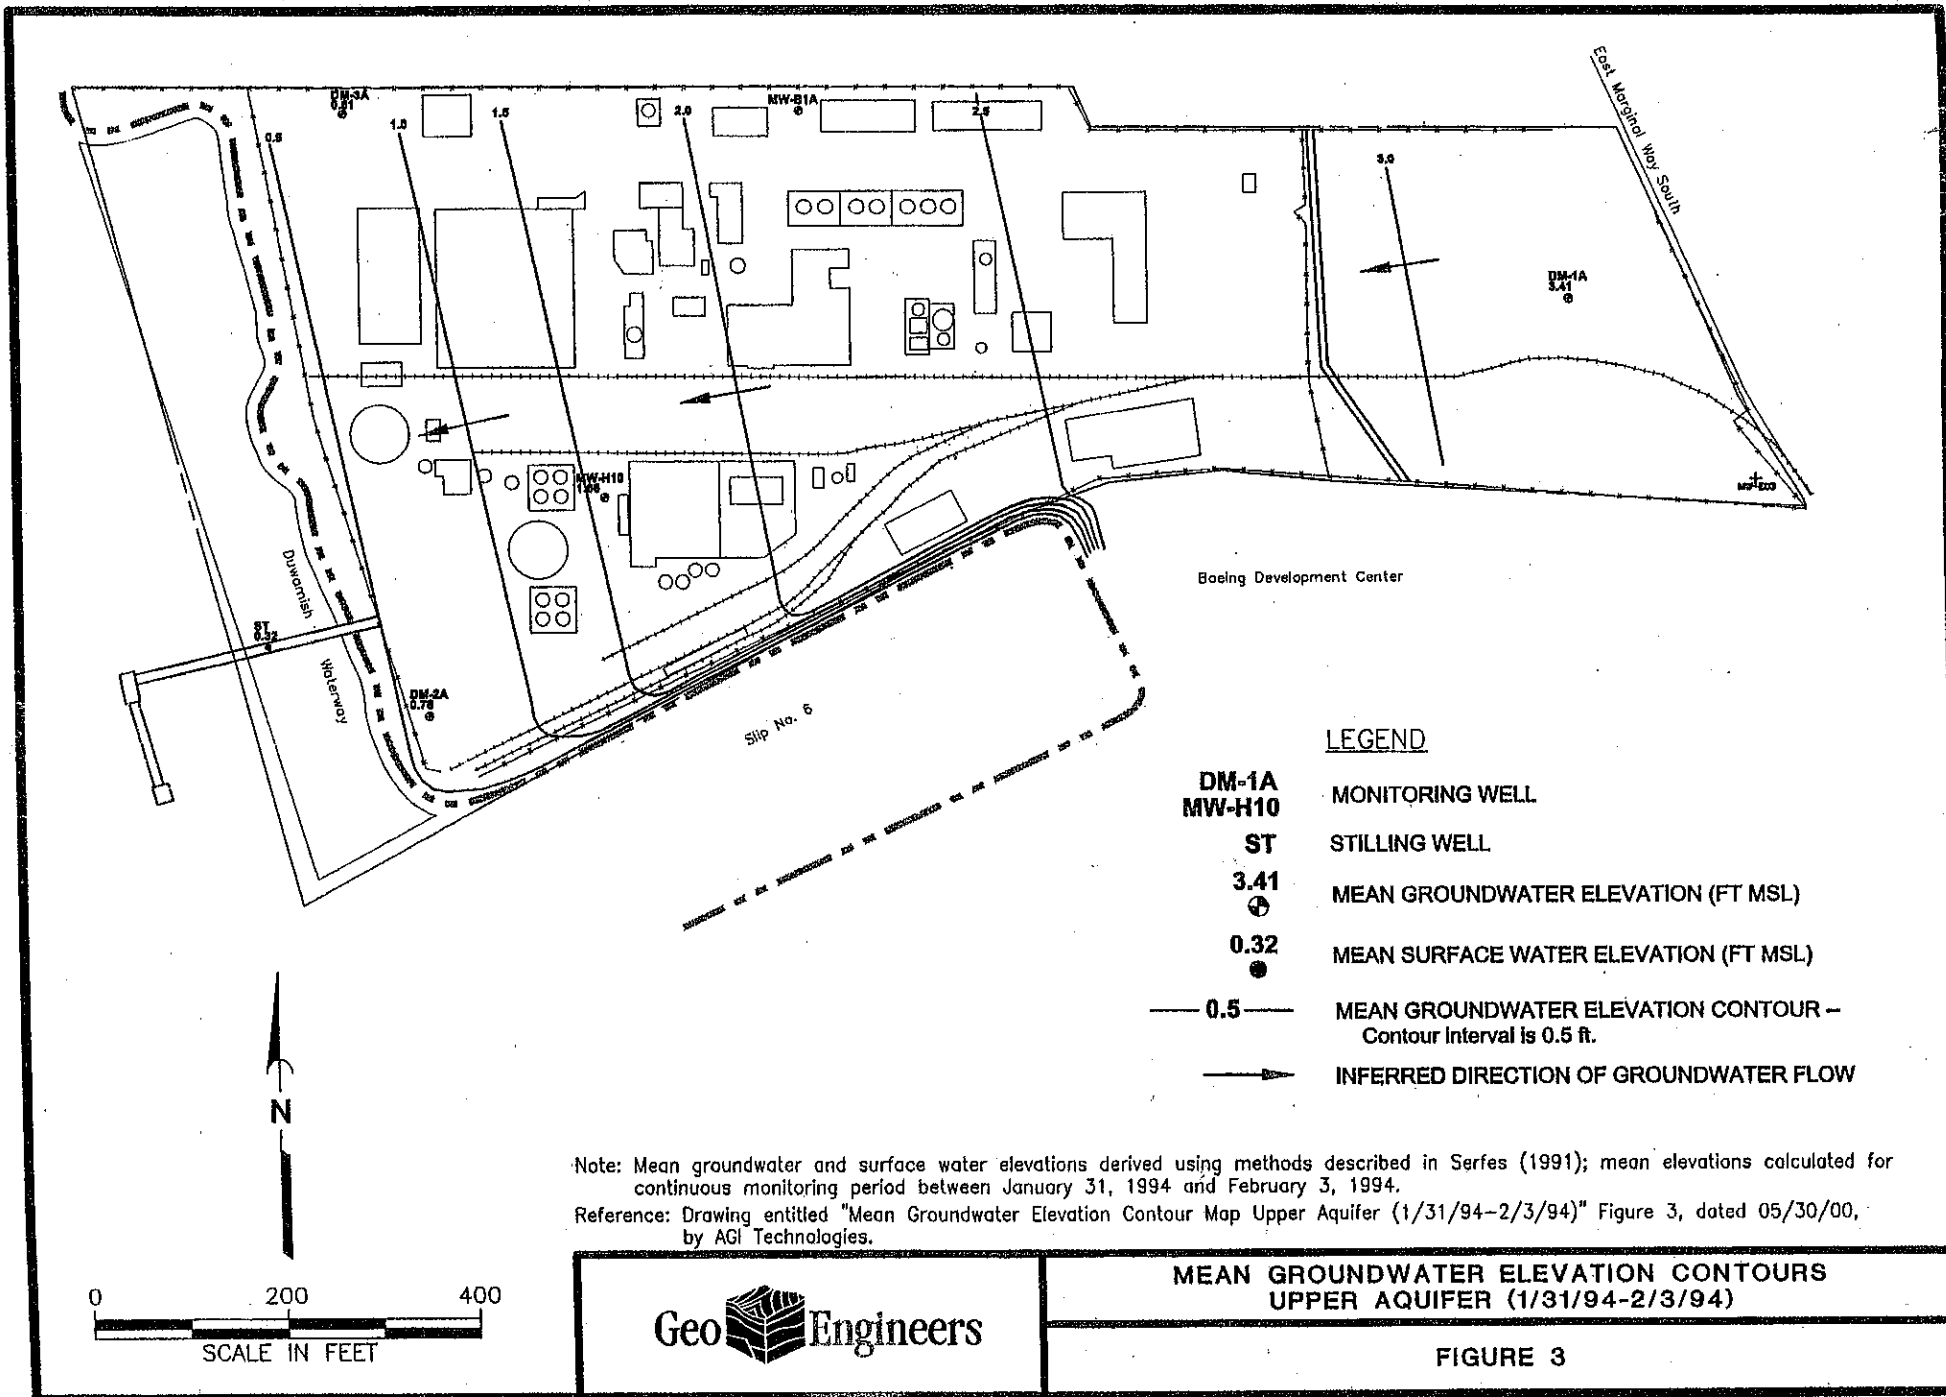 East Marginal Way South
DM-3A
0.81
MW-B1A
0.5
1.0
1.5
2.0
2.5
3.0
DM-1A
3.41
MW-H10
Duwamish
Waterway
ST
0.32
DM-2A
0.78
Slip No. 6
Boeing Development Center
LEGEND
DM-1A
MW-H10
MONITORING WELL
ST
STILLING WELL
3.41
MEAN GROUNDWATER ELEVATION (FT MSL)
0.32
MEAN SURFACE WATER ELEVATION (FT MSL)
0.5
MEAN GROUNDWATER ELEVATION CONTOUR –
Contour Interval is 0.5 ft.
INFERRED DIRECTION OF GROUNDWATER FLOW
N
Note: Mean groundwater and surface water elevations derived using methods described in Serfes (1991); mean elevations calculated for
continuous monitoring period between January 31, 1994 and February 3, 1994.
Reference: Drawing entitled "Mean Groundwater Elevation Contour Map Upper Aquifer (1/31/94-2/3/94)" Figure 3, dated 05/30/00,
by AGI Technologies.
0 200 400
SCALE IN FEET
Geo Engineers
MEAN GROUNDWATER ELEVATION CONTOURS
UPPER AQUIFER (1/31/94-2/3/94)
FIGURE 3